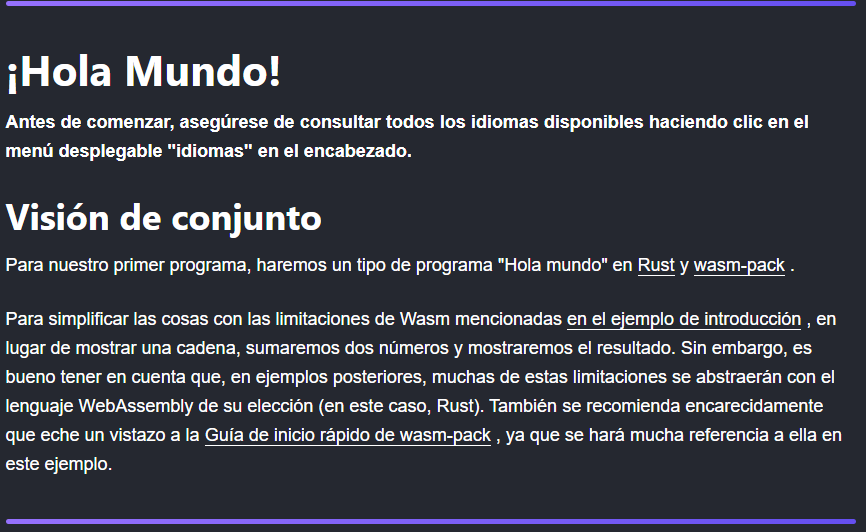 ¡Hola Mundo!
Antes de comenzar, asegúrese de consultar todos los idiomas disponibles haciendo clic en el
menú desplegable "idiomas" en el encabezado.
Visión de conjunto
Para nuestro primer programa, haremos un tipo de programa "Hola mundo" en Rust y wasm-pack .
Para simplificar las cosas con las limitaciones de Wasm mencionadas en el ejemplo de introducción , en
lugar de mostrar una cadena, sumaremos dos números y mostraremos el resultado. Sin embargo, es
bueno tener en cuenta que, en ejemplos posteriores, muchas de estas limitaciones se abstraerán con el
lenguaje WebAssembly de su elección (en este caso, Rust). También se recomienda encarecidamente
que eche un vistazo a la Guía de inicio rápido de wasm-pack , ya que se hará mucha referencia a ella en
este ejemplo.